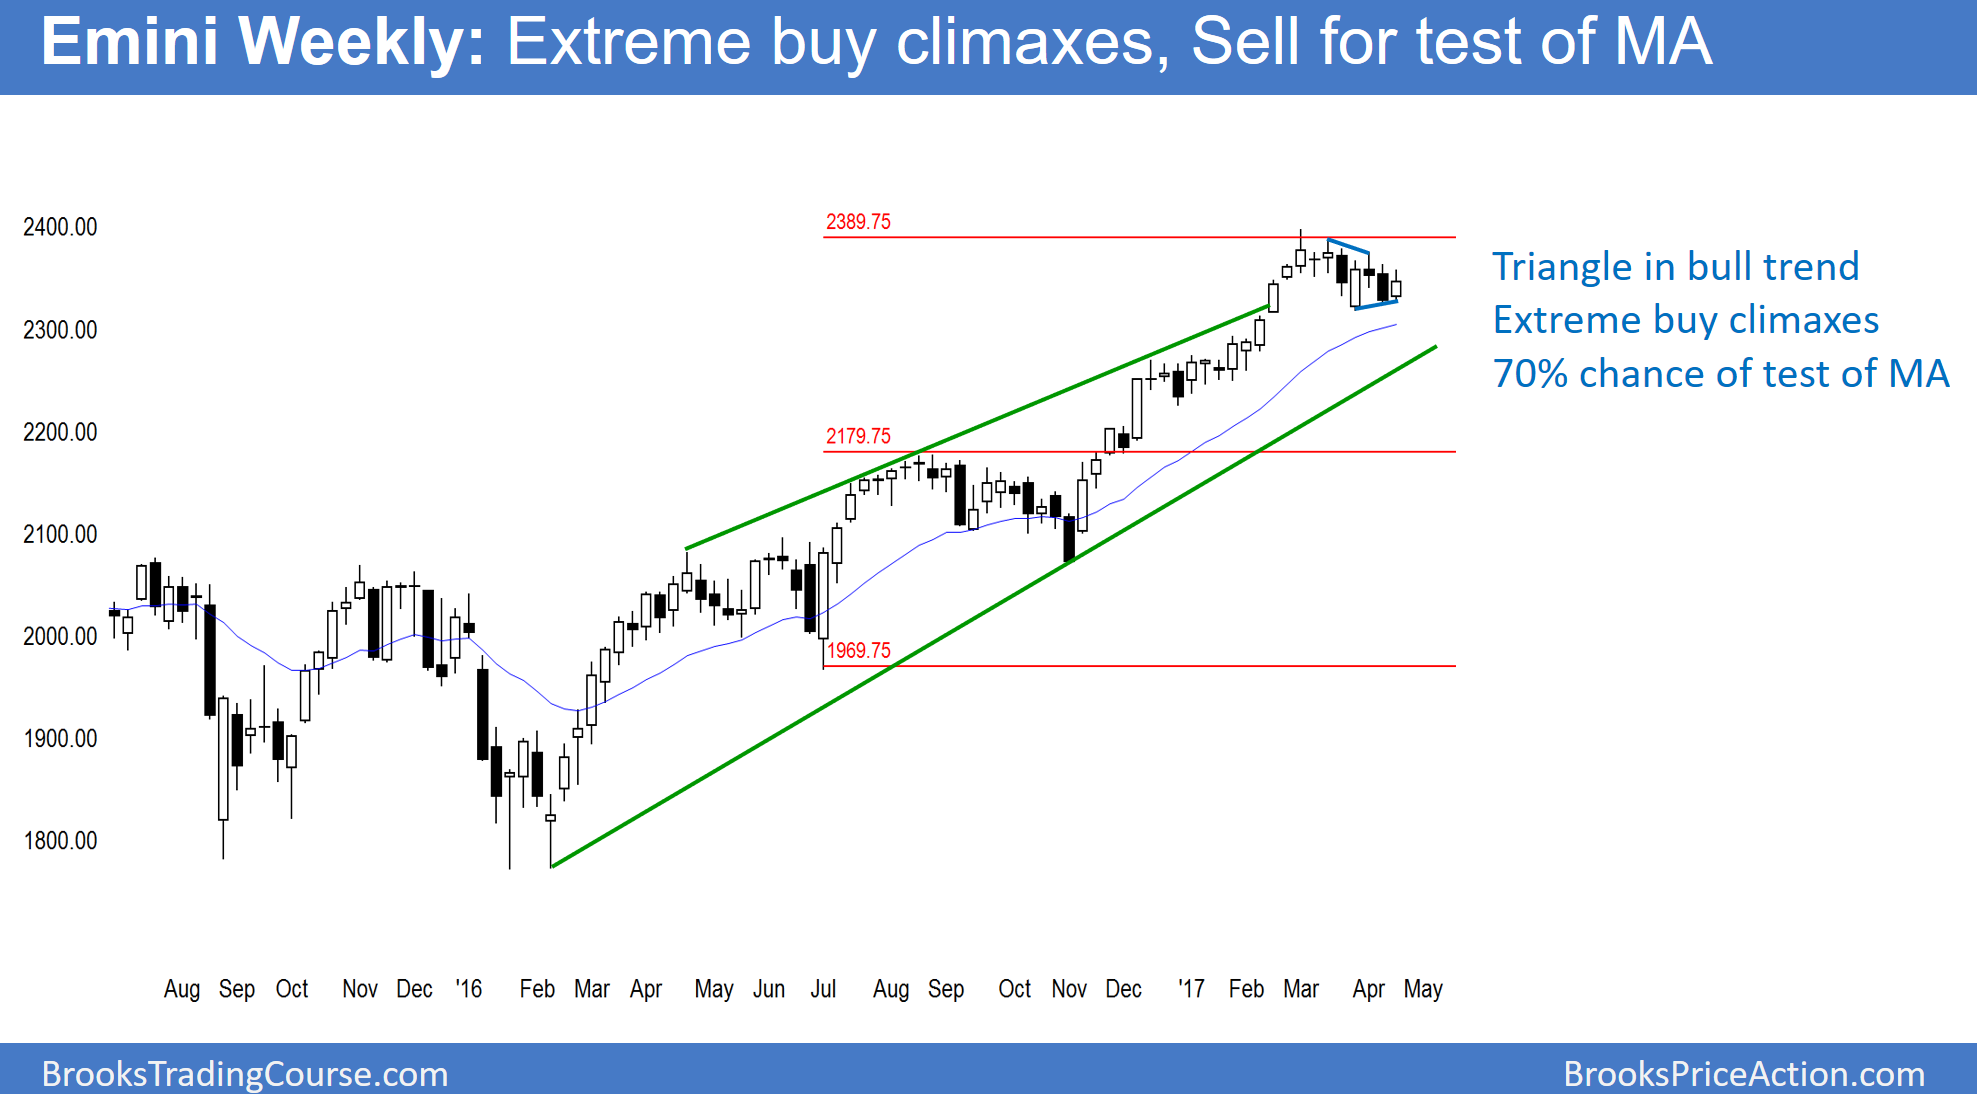 Emini Weekly: Extreme buy climaxes, Sell for test of MA
2400.00
2300.00
2200.00
2100.00
2000.00
1900.00
1800.00
2389.75
2179.75
1969.75
Triangle in bull trend
Extreme buy climaxes
70% chance of test of MA
Aug Sep Oct Nov Dec '16 Feb Mar Apr May Jun Jul Aug Sep Oct Nov Dec '17 Feb Mar Apr May
BrooksTradingCourse.com
BrooksPriceAction.com